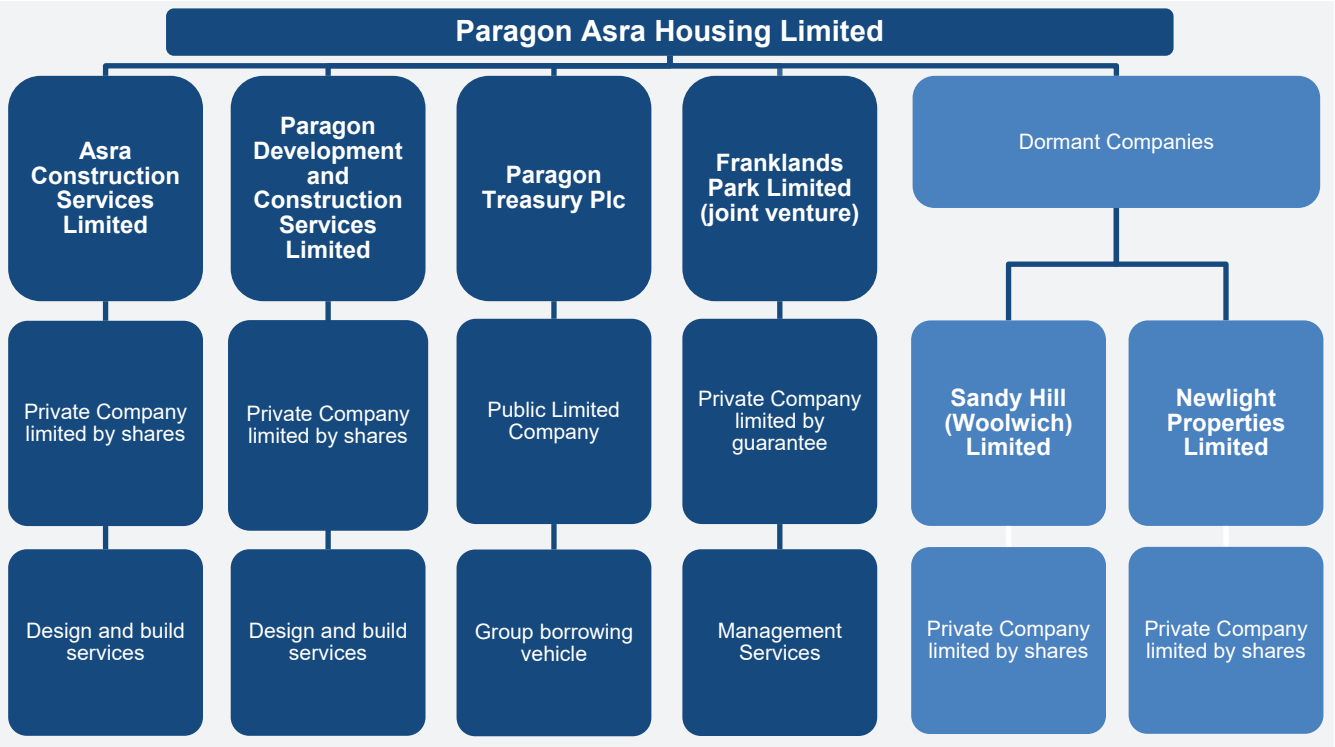 Paragon Asra Housing Limited
Asra
Construction
Services
Limited
Paragon
Development
and
Construction
Services
Limited
Paragon
Treasury Plc
Franklands
Park Limited
(joint venture)
Dormant Companies
Private Company
limited by shares
Private Company
limited by shares
Public Limited
Company
Private Company
limited by
guarantee
Sandy Hill
(Woolwich)
Limited
Newlight
Properties
Limited
Design and build
services
Design and build
services
Group borrowing
vehicle
Management
Services
Private Company
limited by shares
Private Company
limited by shares